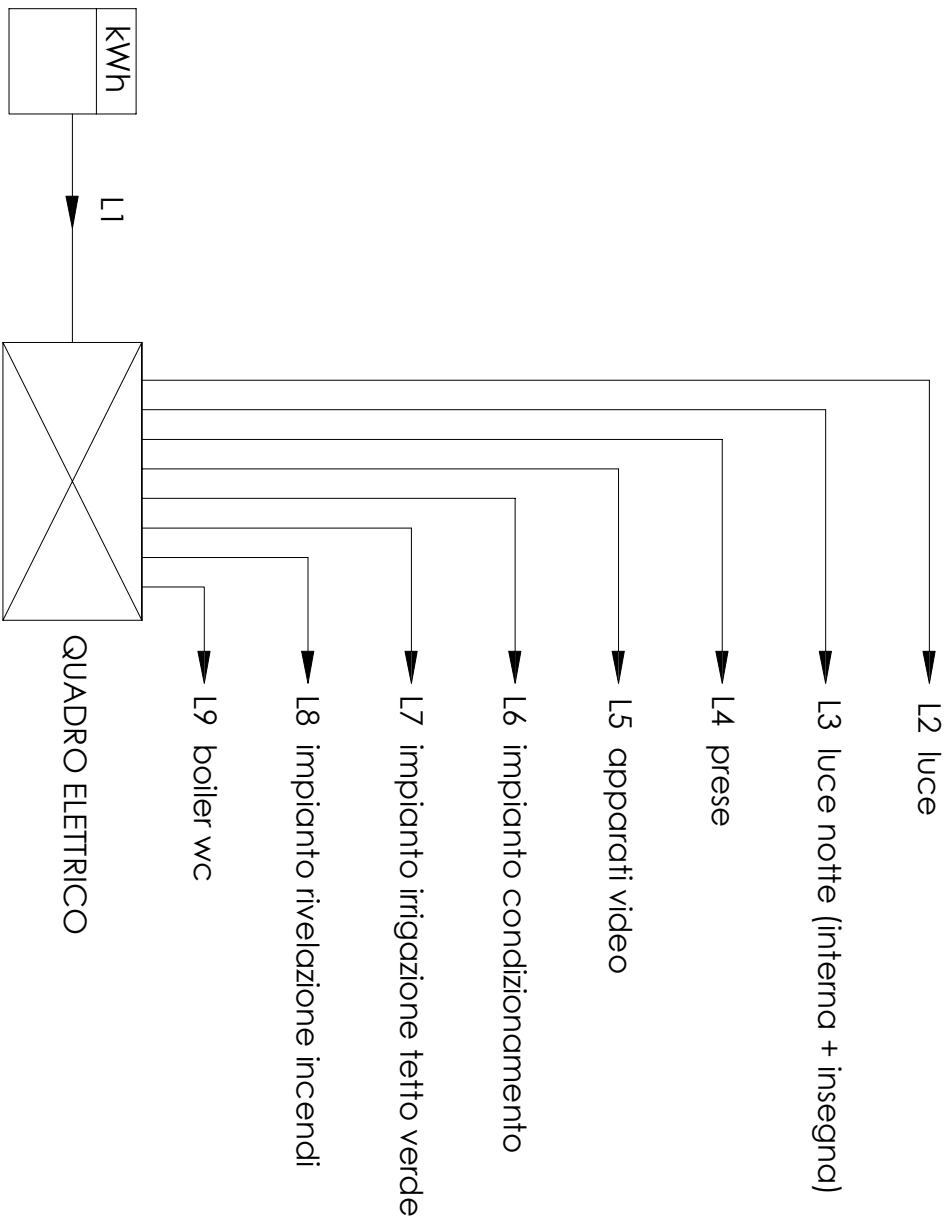 kWh
L1
QUADRO ELETTRICO
L2 luce
L3 luce notte (interna + insegna)
L4 prese
L5 apparati video
L6 impianto condizionamento
L7 impianto irrigazione tetto verde
L8 impianto rivelazione incendi
L9 boiler wc